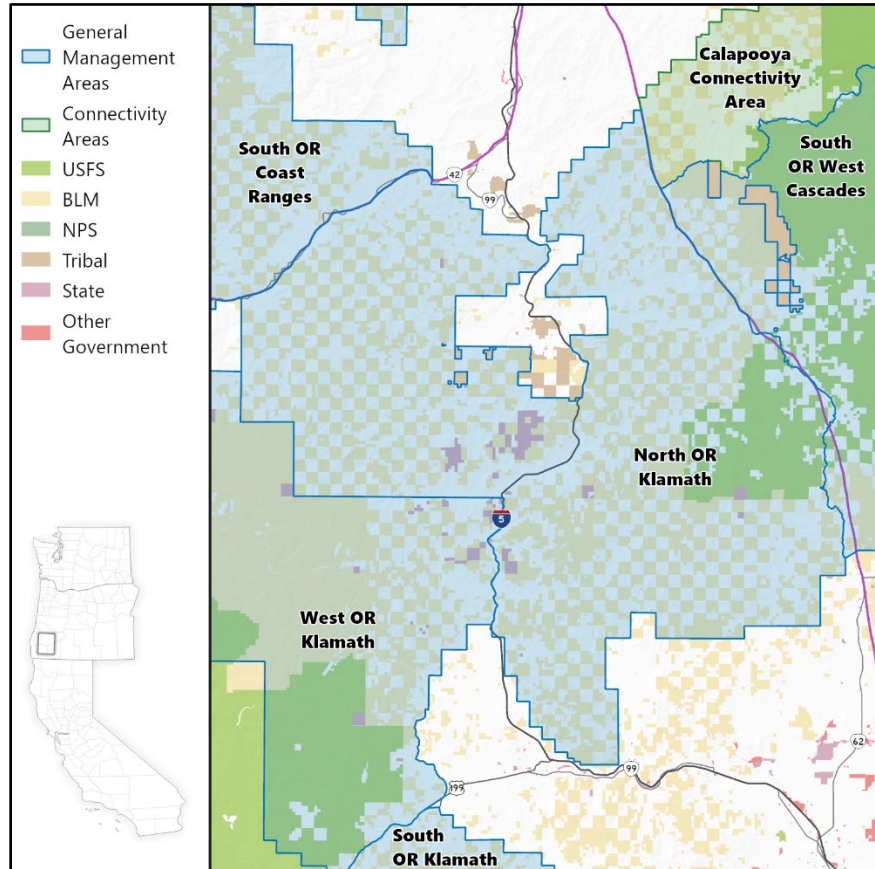 General
Management
Areas
Connectivity
Areas
USFS
BLM
NPS
Tribal
State
Other
Government
Calapooya
Connectivity
Area
South OR
Coast
Ranges
South
OR West
Cascades
42
99
North OR
Klamath
5
West OR
Klamath
62
99
199
South
OR Klamath